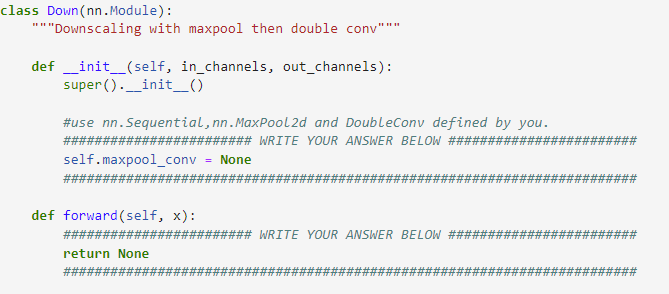 class Down(nn.Module):
    """Downscaling with maxpool then double conv"""
    def __init__(self, in_channels, out_channels):
        super().__init__()
        #use nn.Sequential,nn.MaxPool2d and DoubleConv defined by you.
        ######################## WRITE YOUR ANSWER BELOW ########################
        self.maxpool_conv = None
        #########################################################################
    def forward(self, x):
        ######################## WRITE YOUR ANSWER BELOW ########################
        return None
        #########################################################################